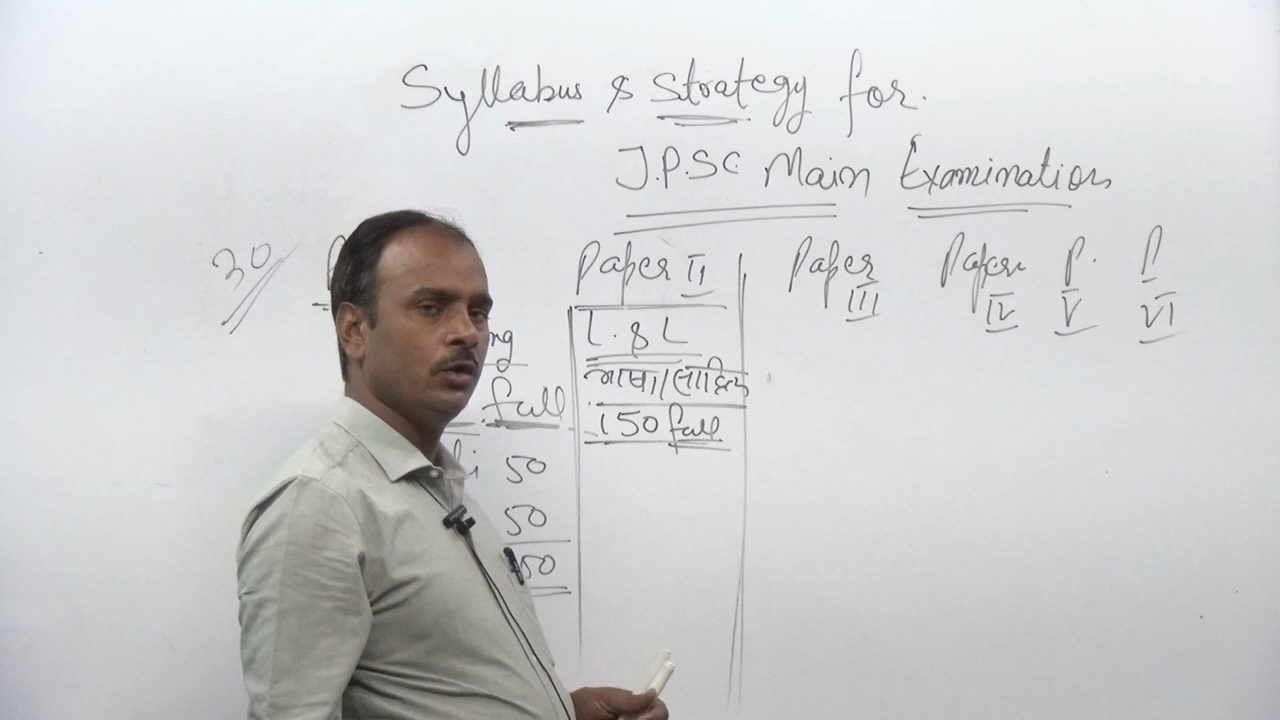 Syllabus & Strategy for.
J.P.SC Main Examination
30 P Paper II Paper III Paper IV P. V P VI
ng L. & L
भाषा/साहित्य
full 150 full
i 50
50
50